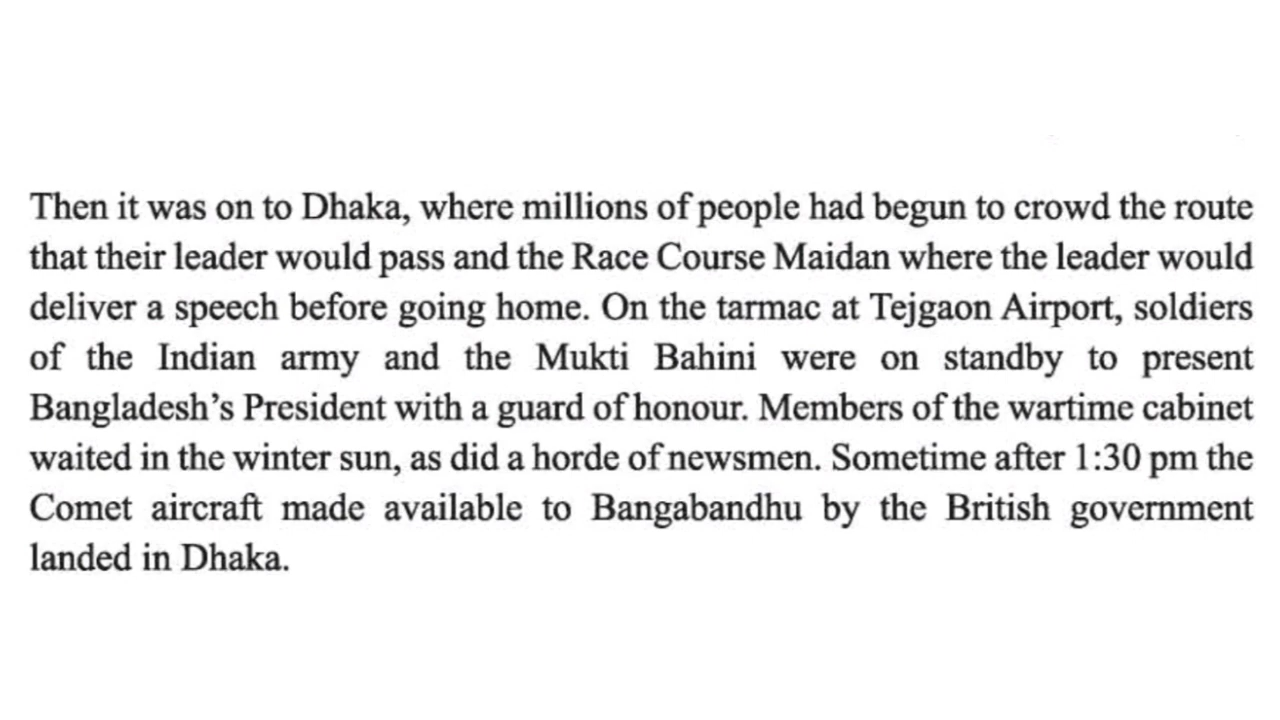 Then it was on to Dhaka, where millions of people had begun to crowd the route
that their leader would pass and the Race Course Maidan where the leader would
deliver a speech before going home. On the tarmac at Tejgaon Airport, soldiers
of the Indian army and the Mukti Bahini were on standby to present
Bangladesh’s President with a guard of honour. Members of the wartime cabinet
waited in the winter sun, as did a horde of newsmen. Sometime after 1:30 pm the
Comet aircraft made available to Bangabandhu by the British government
landed in Dhaka.